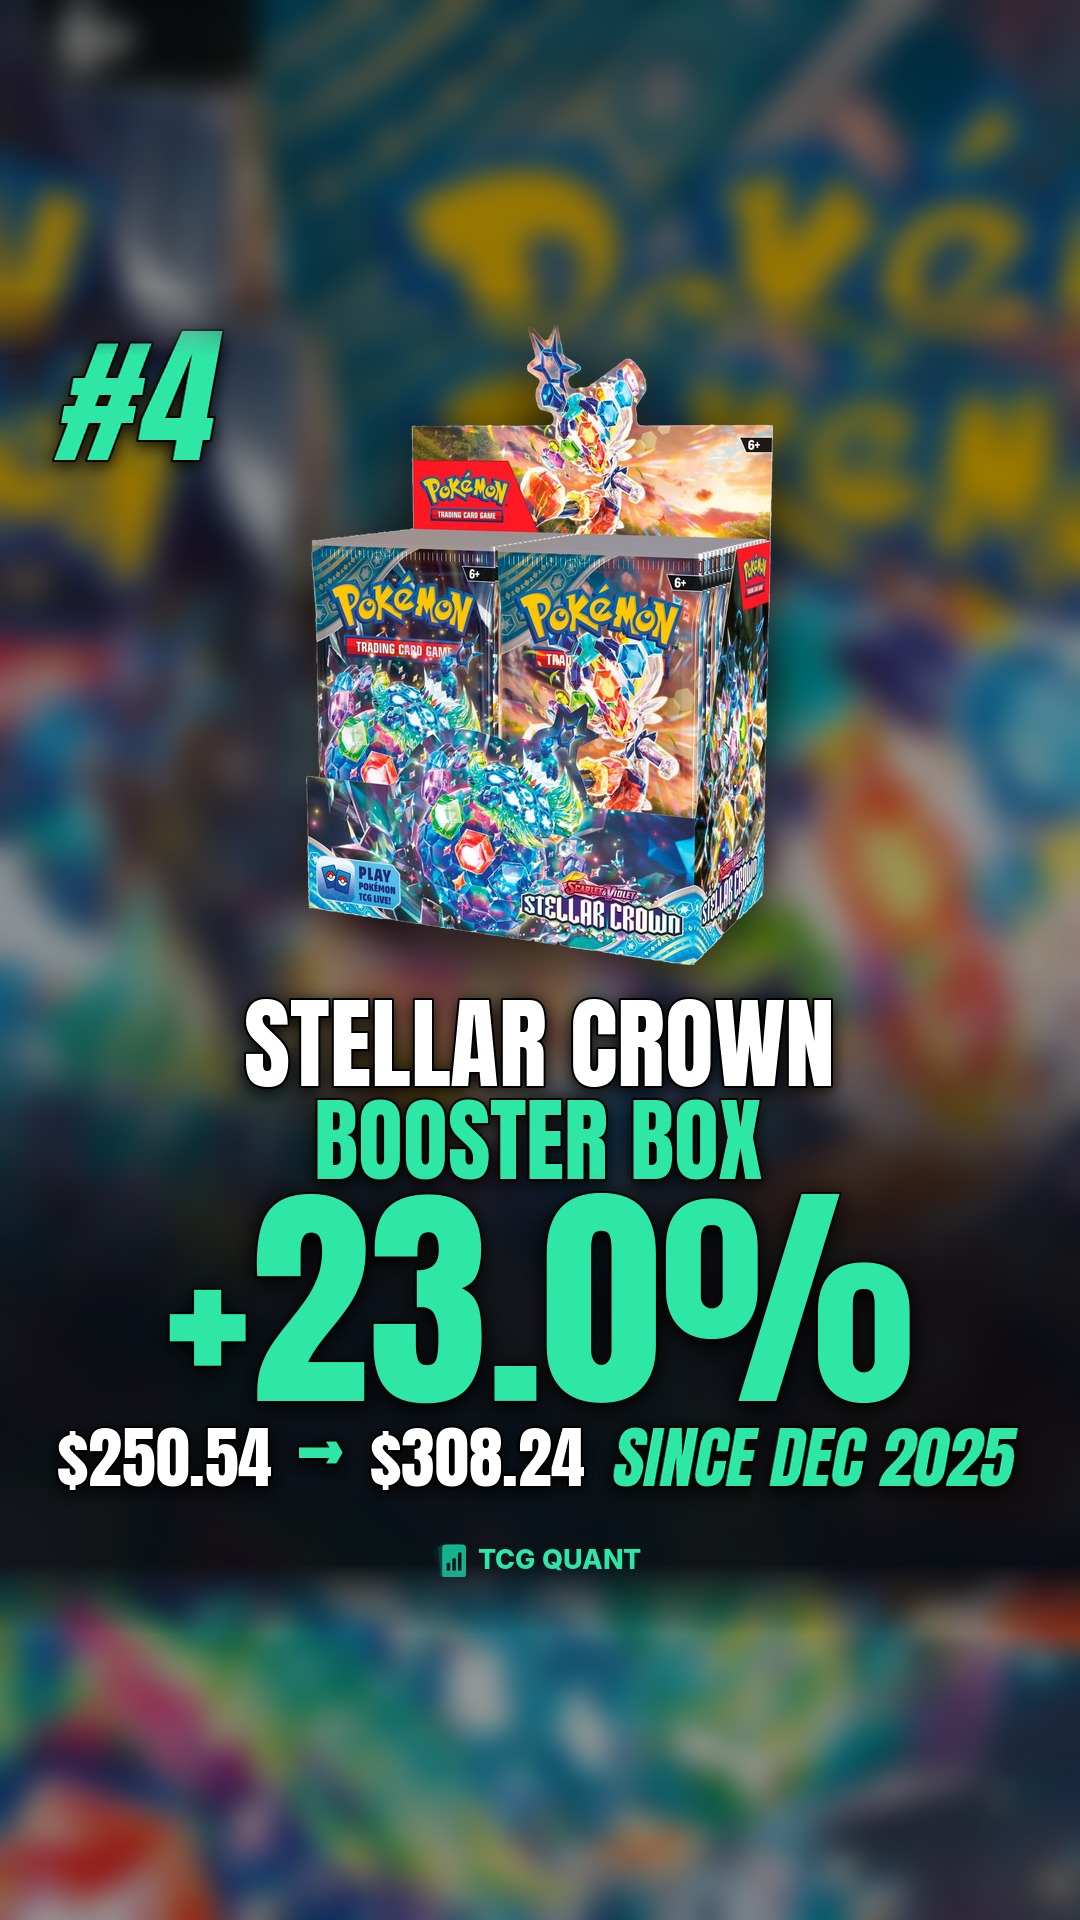 #4
6+
POKéMON
TRADING CARD GAME
6+
6+
POKéMON
POKéMON
POKéMON
TRADING CARD GAME
PLAY
POKéMON
TCG LIVE!
SCARLET & VIOLET
STELLAR CROWN
STELLAR CROWN
STELLAR CROWN
BOOSTER BOX
+23.0%
$250.54 → $308.24 SINCE DEC 2025
TCG QUANT